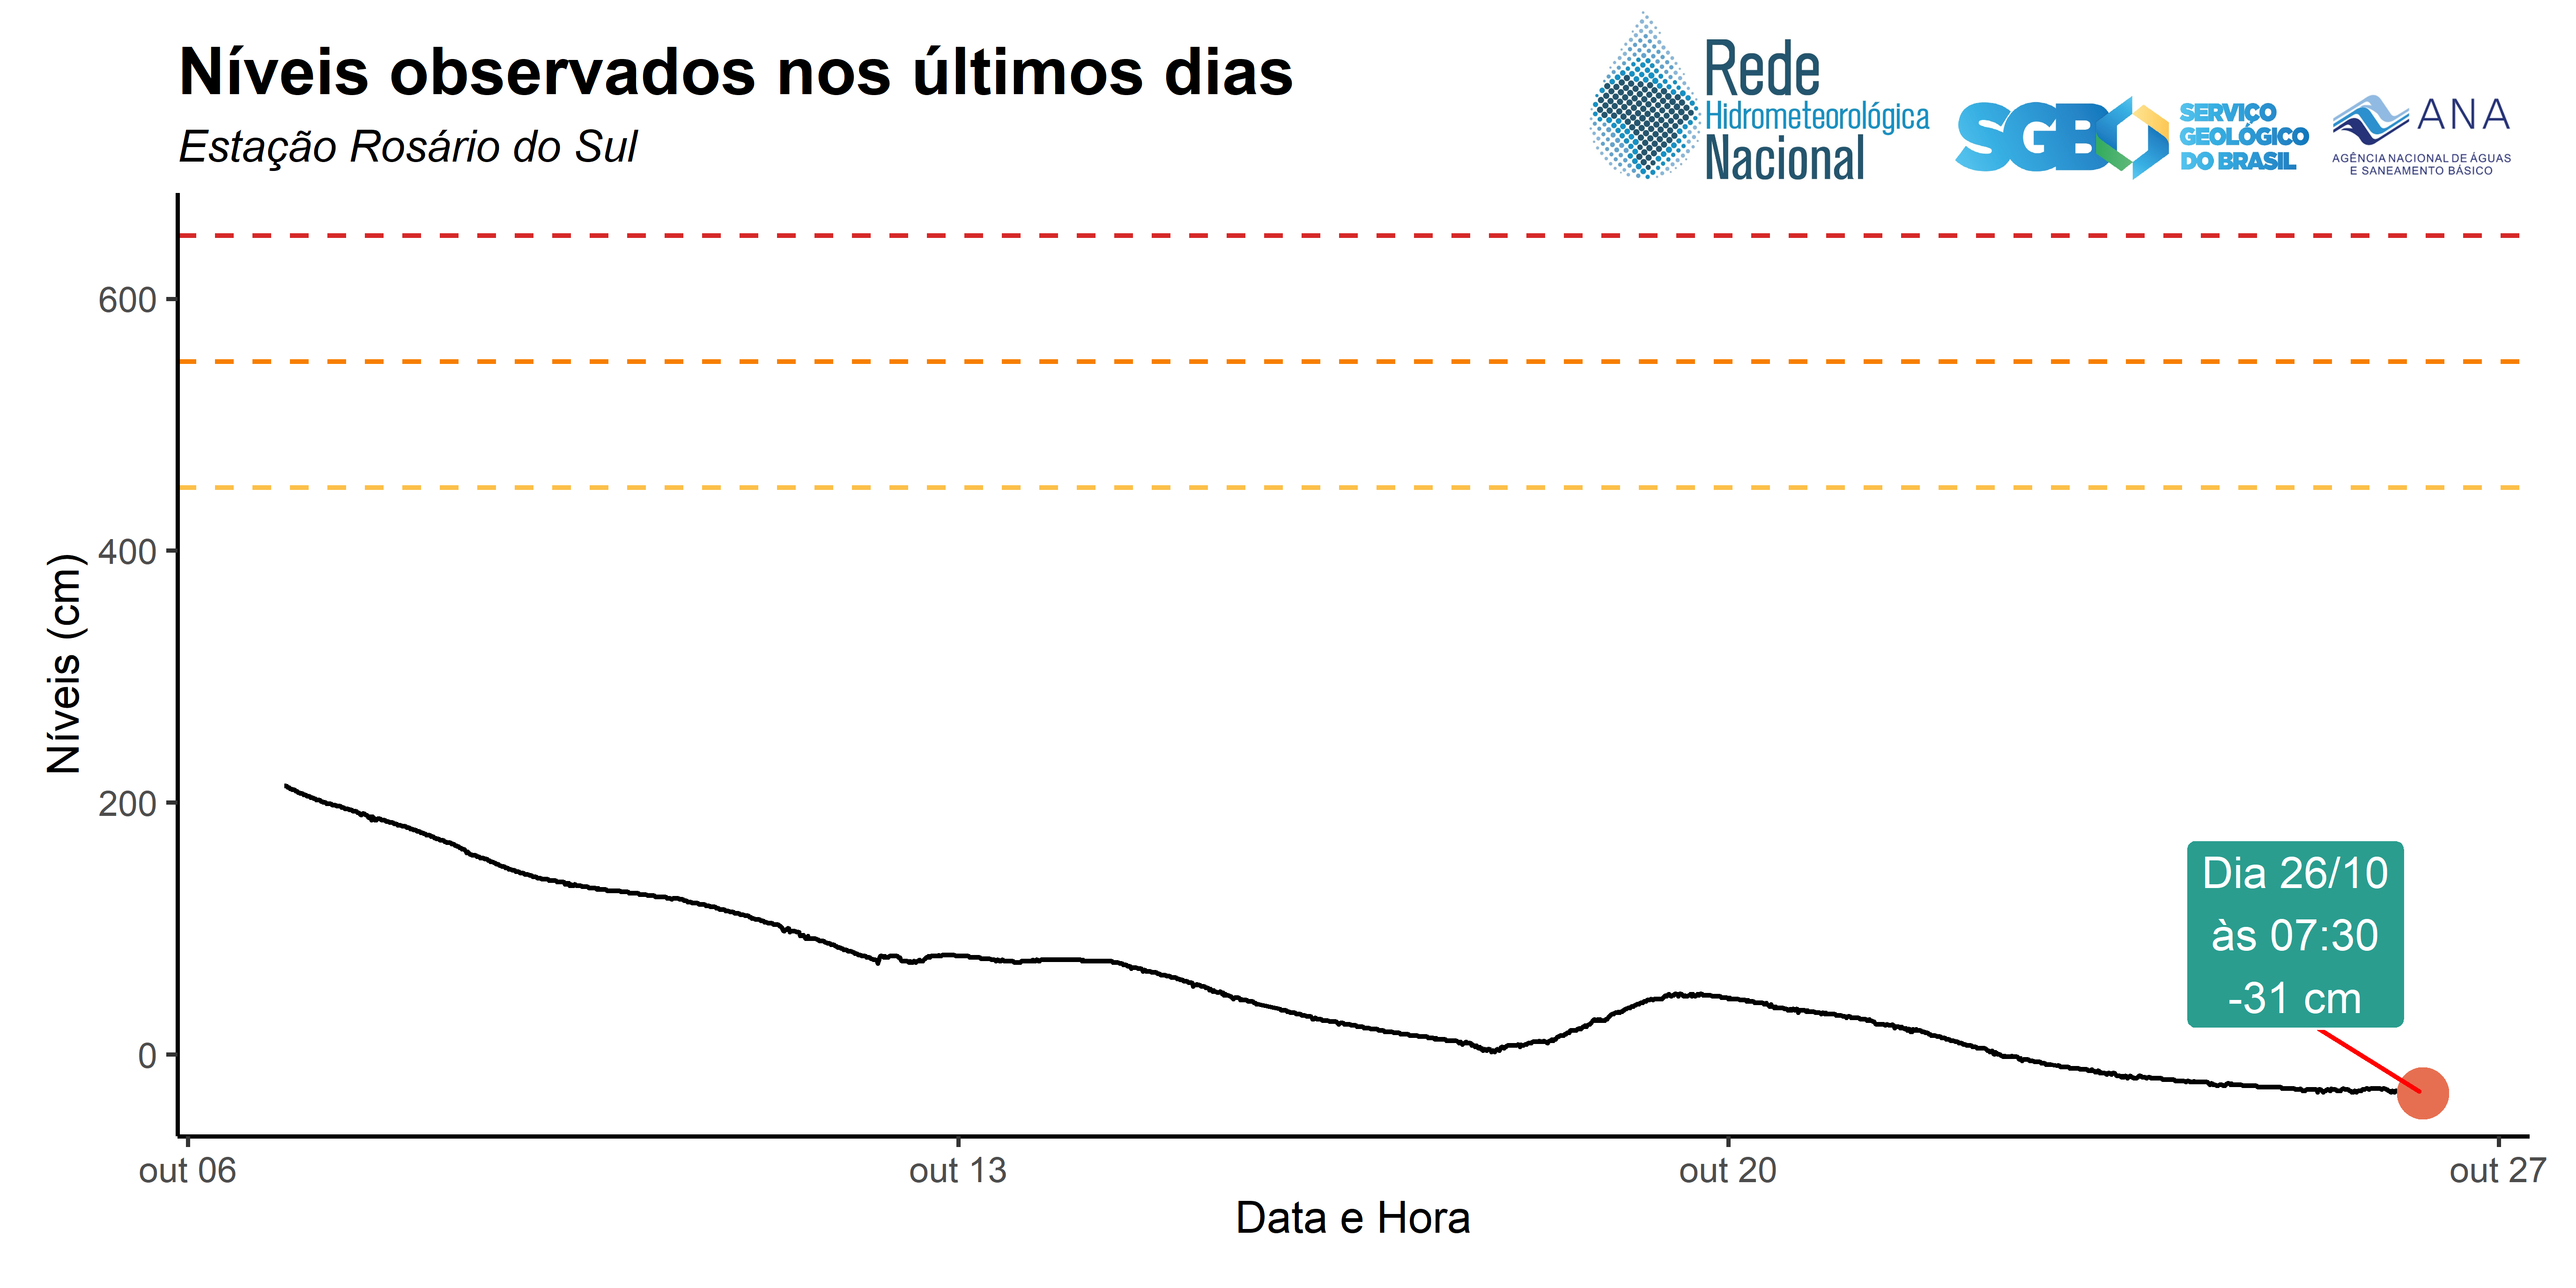 Níveis observados nos últimos dias
Estação Rosário do Sul
Rede
Hidrometeorológica
Nacional
SGB
SERVIÇO
GEOLÓGICO
DO BRASIL
ANA
AGÊNCIA NACIONAL DE ÁGUAS
E SANEAMENTO BÁSICO
Níveis (cm)
600
400
200
0
Dia 26/10
às 07:30
-31 cm
out 06
out 13
out 20
out 27
Data e Hora